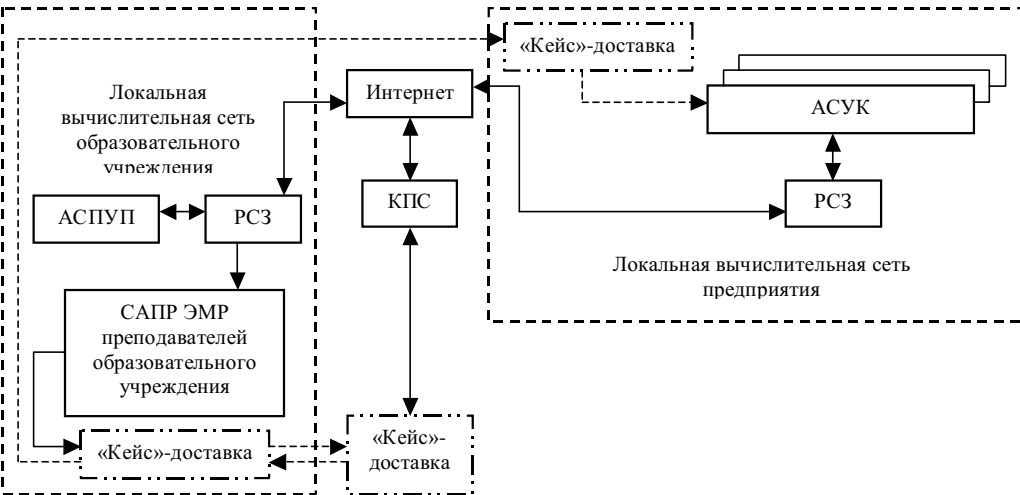 «Кейс»-доставка
Локальная
вычислительная сеть
образовательного
учреждения
Интернет
АСУК
АСПУП
РСЗ
КПС
РСЗ
Локальная вычислительная сеть
предприятия
САПР ЭМР
преподавателей
образовательного
учреждения
«Кейс»-доставка
«Кейс»-
доставка